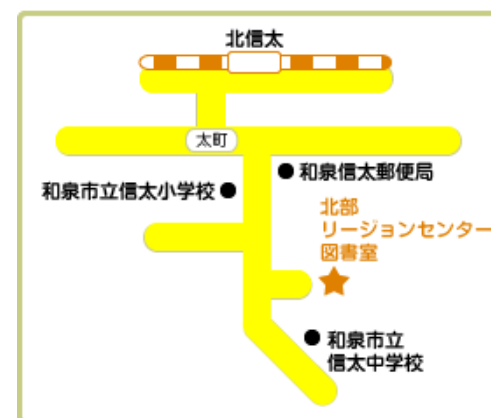 北信太
太町
和泉信太郵便局
和泉市立信太小学校
北部
リージョンセンター
図書室
和泉市立
信太中学校